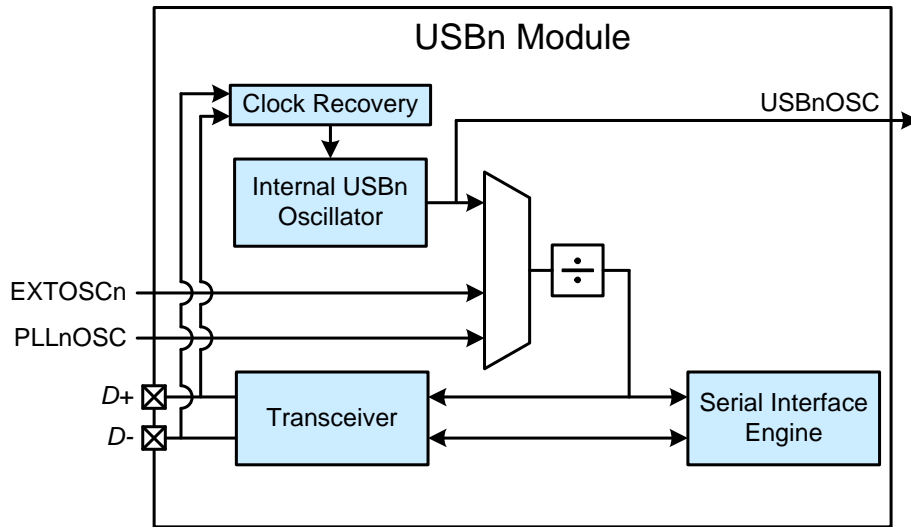 USBn Module
Clock Recovery
USBnOSC
Internal USBn
Oscillator
÷
EXTOSCn
PLLnOSC
D+
D-
Transceiver
Serial Interface
Engine